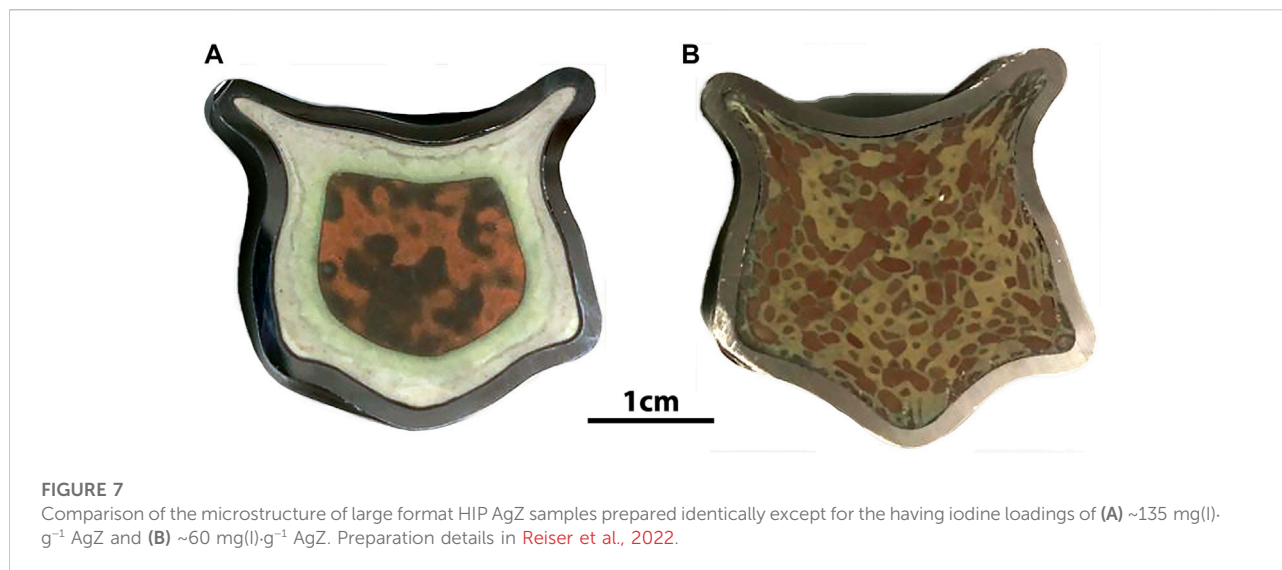 A
B
1cm
FIGURE 7
Comparison of the microstructure of large format HIP AgZ samples prepared identically except for the having iodine loadings of (A) ~135 mg(I)·
g⁻¹ AgZ and (B) ~60 mg(I)·g⁻¹ AgZ. Preparation details in Reiser et al., 2022.